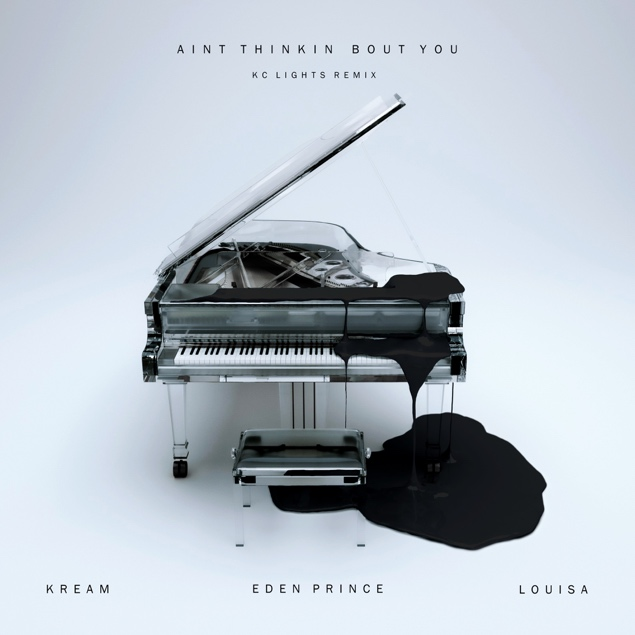 AINT THINKIN BOUT YOU
KC LIGHTS REMIX
KREAM EDEN PRINCE LOUISA